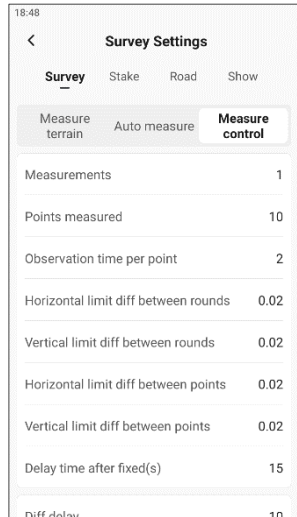 18:48
Survey Settings
Survey Stake Road Show
Measure terrain Auto measure Measure control
Measurements 1
Points measured 10
Observation time per point 2
Horizontal limit diff between rounds 0.02
Vertical limit diff between rounds 0.02
Horizontal limit diff between points 0.02
Vertical limit diff between points 0.02
Delay time after fixed(s) 15
Diff delay 10